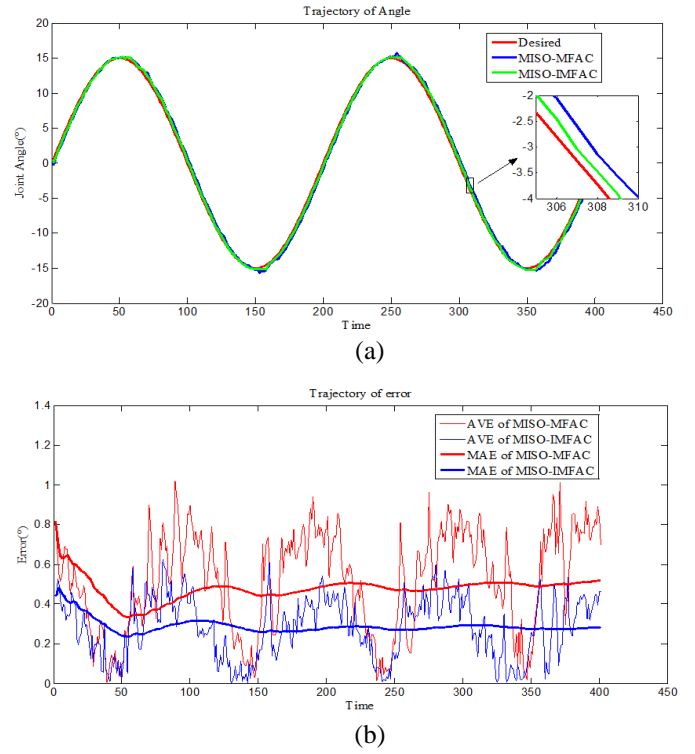 Trajectory of Angle
20
15
10
5
0
-5
-10
-15
-20
Joint Anglu(°)
Desired
MISO-MFAC
MISO-IMFAC
-2
-2.5
-3
-3.5
-4
306 308 310
0 50 100 150 200 250 300 350 400 450
Time
(a)
Trajectory of error
1.4
1.2
1
0.8
0.6
0.4
0.2
0
Error(°)
AVE of MISO-MFAC
AVE of MISO-IMFAC
MAE of MISO-MFAC
MAE of MISO-IMFAC
0 50 100 150 200 250 300 350 400 450
Time
(b)